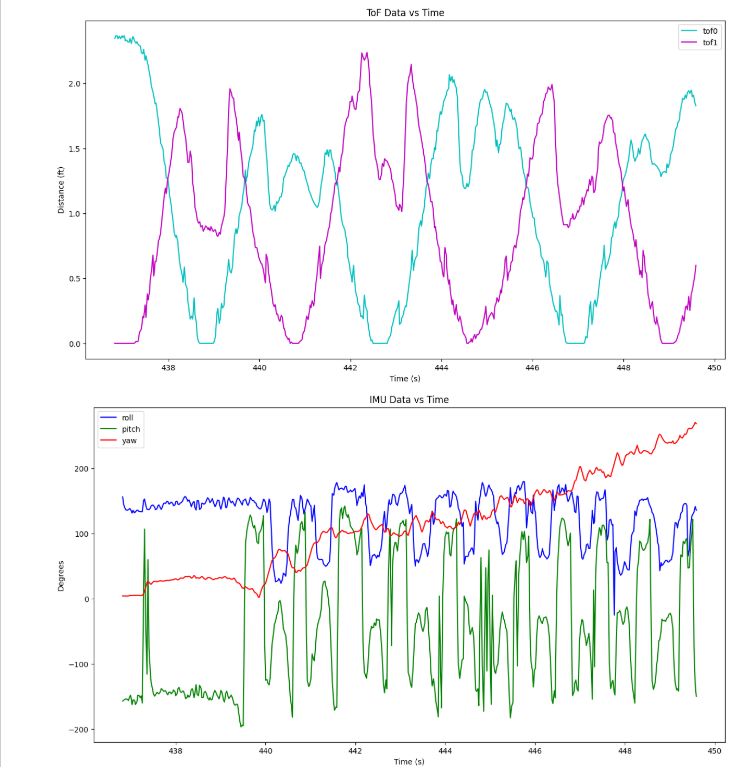 ToF Data vs Time
tof0
tof1
2.0
1.5
1.0
0.5
0.0
Distance (ft)
438 440 442 444 446 448 450
Time (s)
IMU Data vs Time
roll
pitch
yaw
200
100
0
−100
−200
Degrees
438 440 442 444 446 448 450
Time (s)